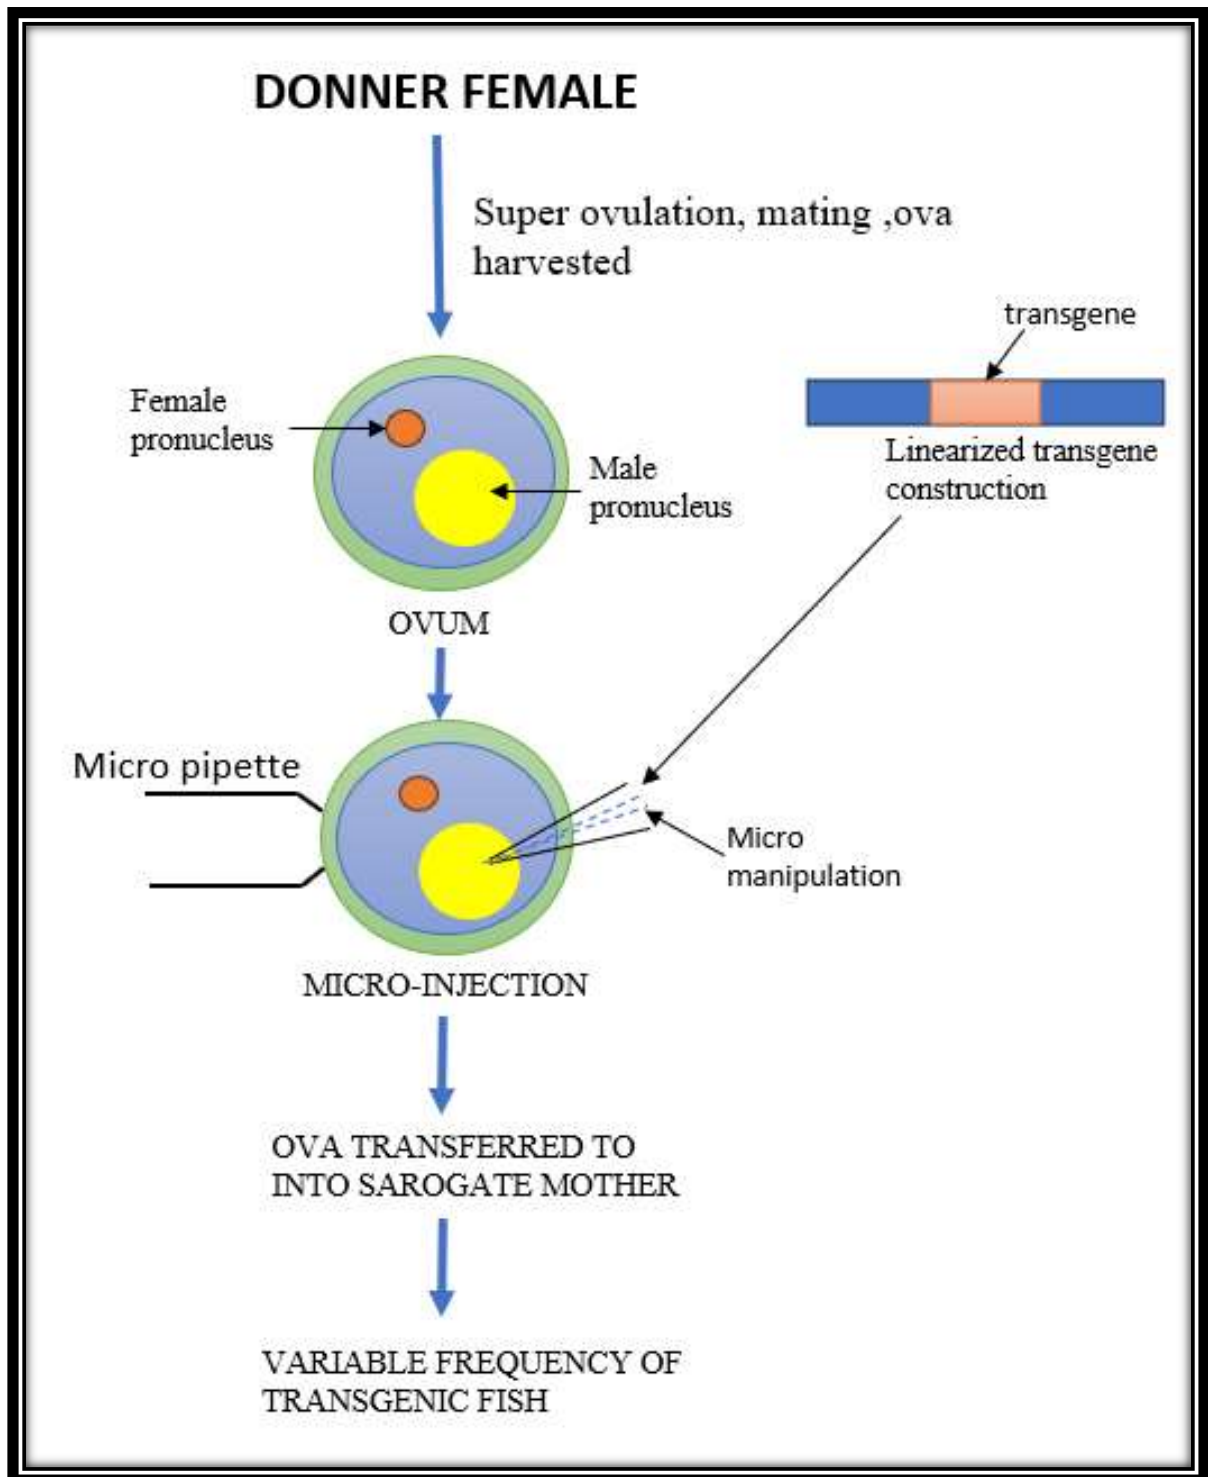 DONNER FEMALE
Super ovulation, mating ,ova
harvested
transgene
Female
pronucleus
Male
pronucleus
Linearized transgene
construction
OVUM
Micro pipette
Micro
manipulation
MICRO-INJECTION
OVA TRANSFERRED TO
INTO SAROGATE MOTHER
VARIABLE FREQUENCY OF
TRANSGENIC FISH